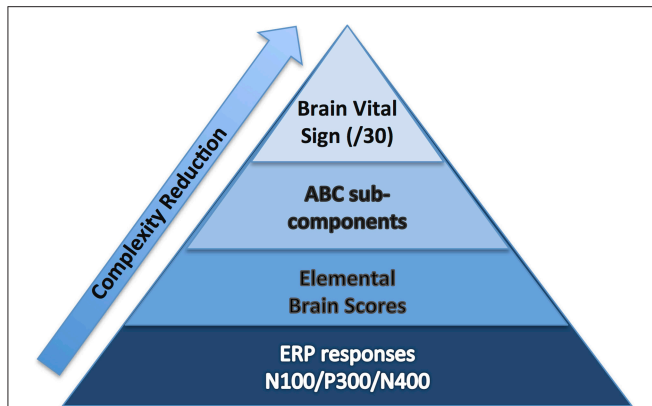 Complexity Reduction
Brain Vital
Sign (/30)
ABC sub-
components
Elemental
Brain Scores
ERP responses
N100/P300/N400